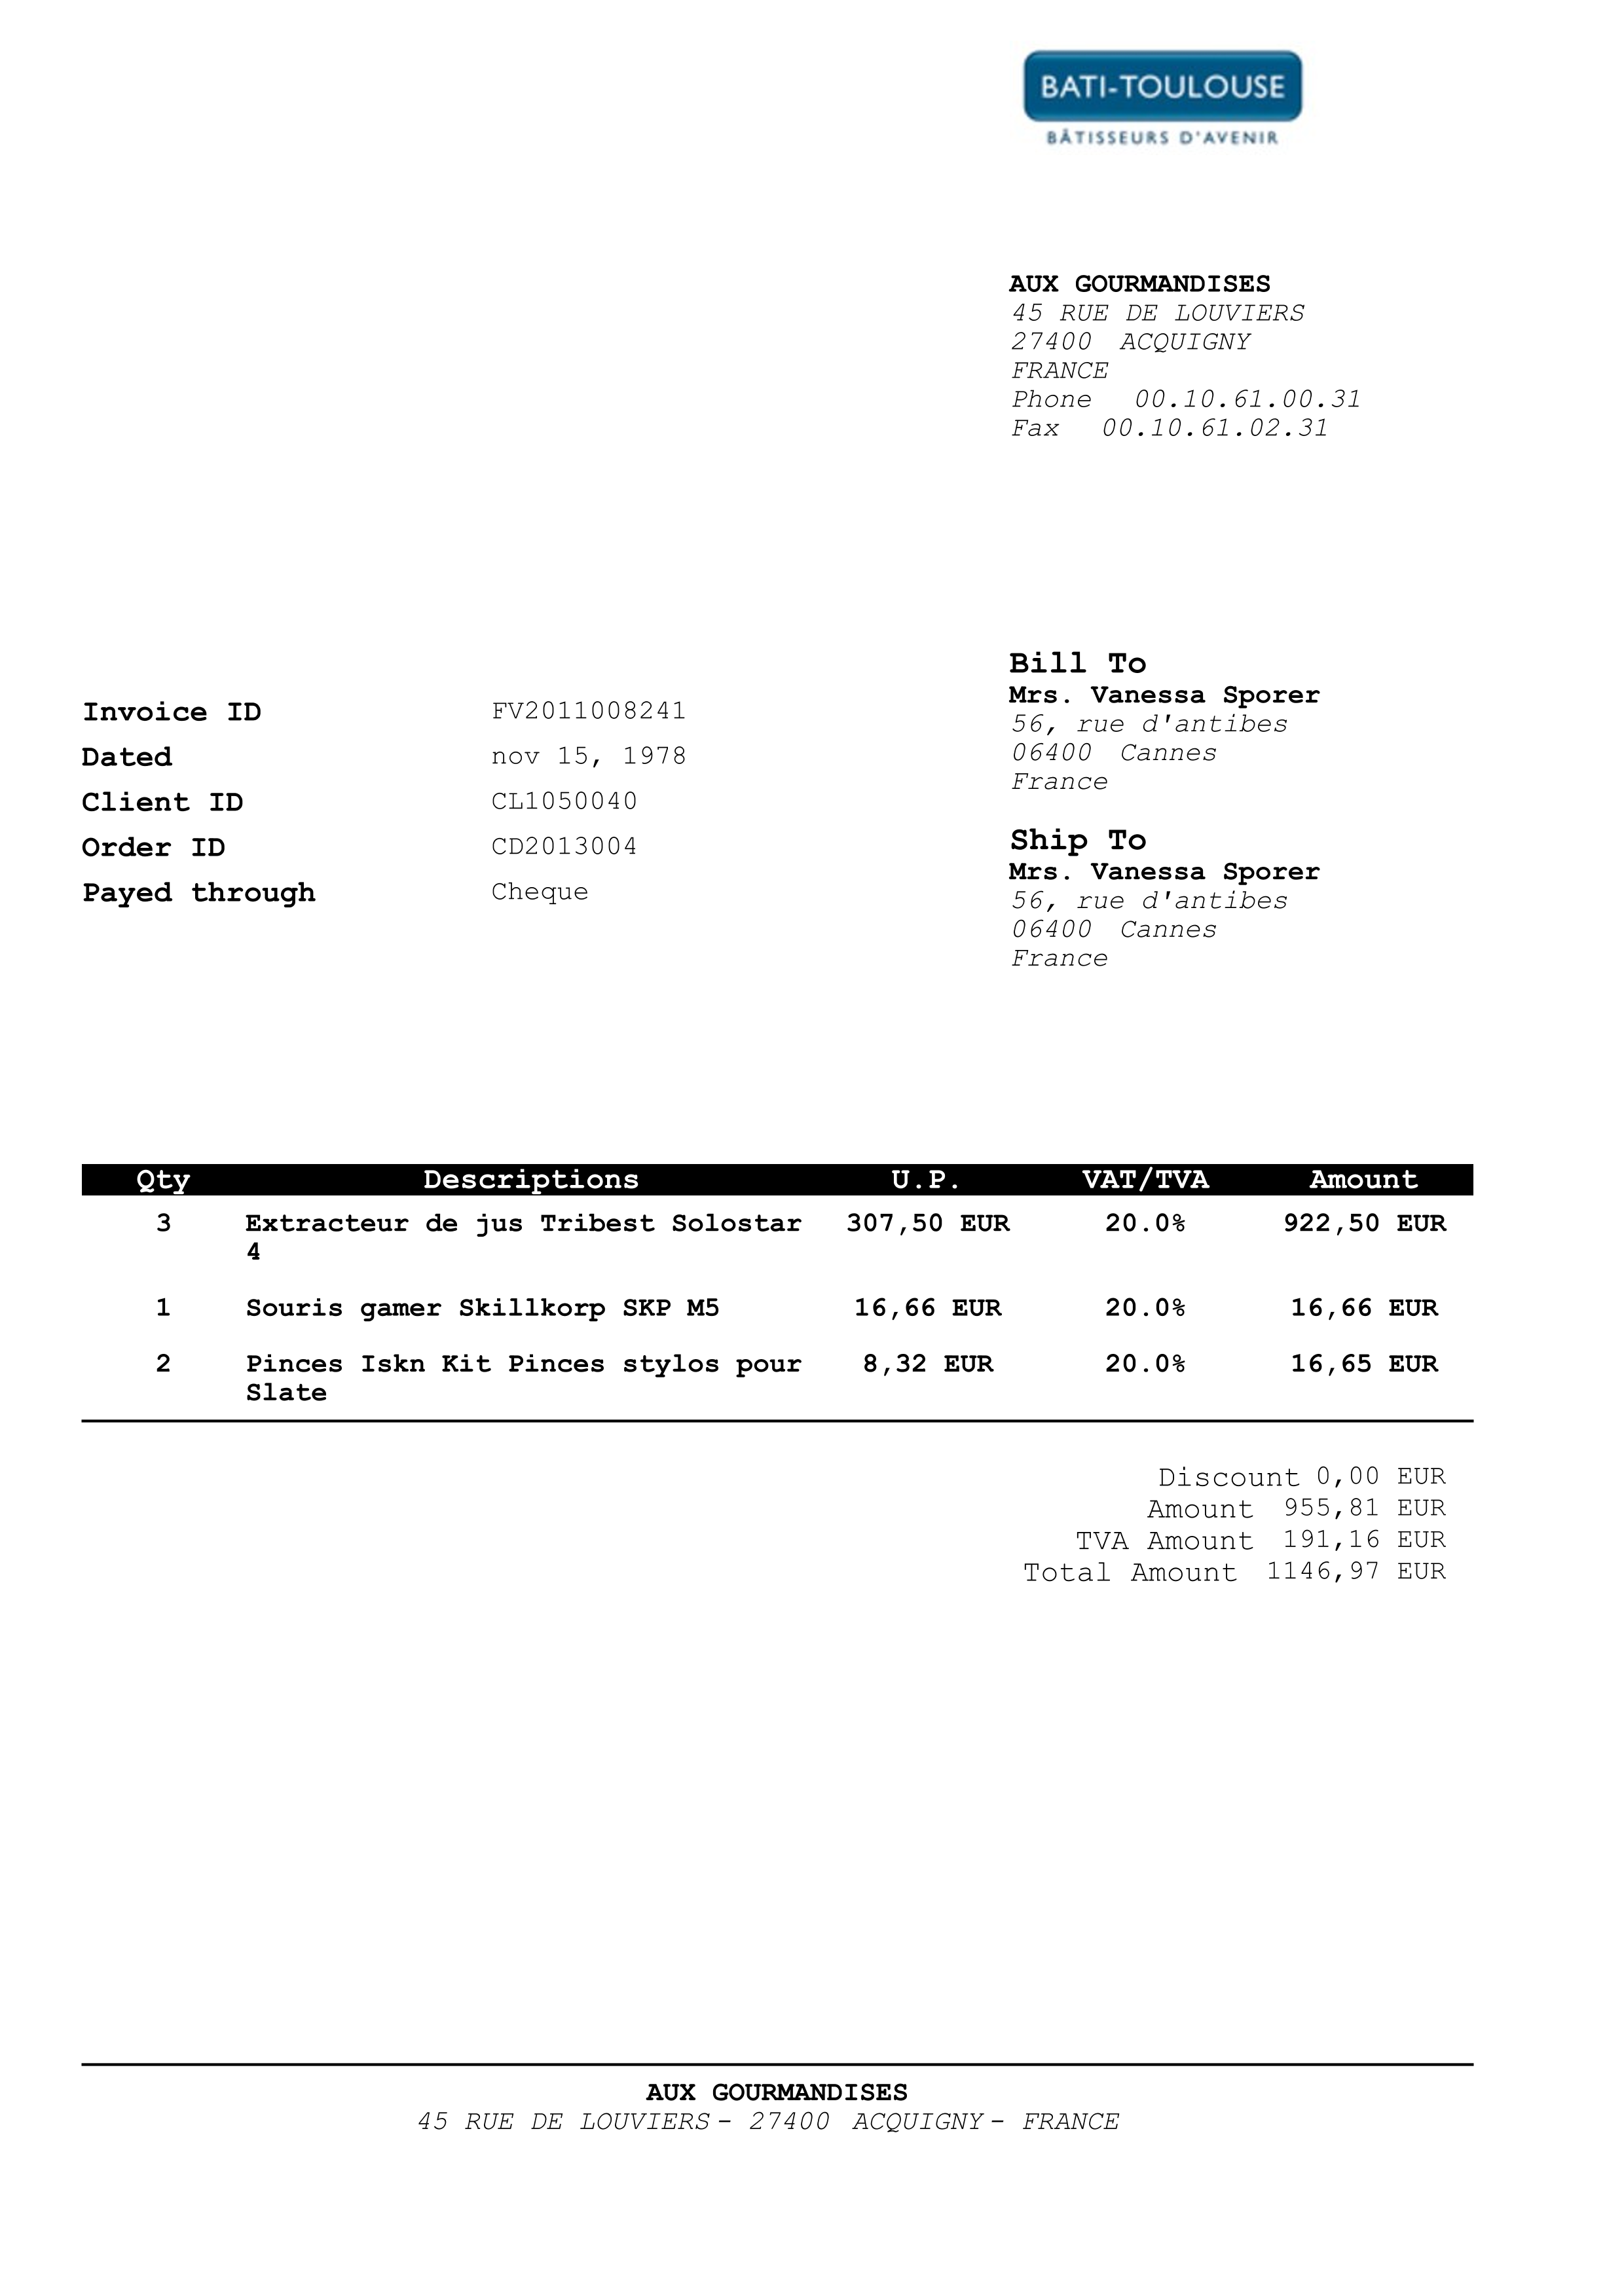 BATI-TOULOUSE
BÂTISSEURS D'AVENIR
AUX GOURMANDISES
45 RUE DE LOUVIERS
27400 ACQUIGNY
FRANCE
Phone 00.10.61.00.31
Fax 00.10.61.02.31
Bill To
Mrs. Vanessa Sporer
56, rue d'antibes
06400 Cannes
France
Invoice ID FV2011008241
Dated nov 15, 1978
Client ID CL1050040
Order ID CD2013004
Payed through Cheque
Ship To
Mrs. Vanessa Sporer
56, rue d'antibes
06400 Cannes
France
Qty Descriptions U.P. VAT/TVA Amount
3 Extracteur de jus Tribest Solostar 307,50 EUR 20.0% 922,50 EUR
4
1 Souris gamer Skillkorp SKP M5 16,66 EUR 20.0% 16,66 EUR
2 Pinces Iskn Kit Pinces stylos pour 8,32 EUR 20.0% 16,65 EUR
Slate
Discount 0,00 EUR
Amount 955,81 EUR
TVA Amount 191,16 EUR
Total Amount 1146,97 EUR
AUX GOURMANDISES
45 RUE DE LOUVIERS - 27400 ACQUIGNY - FRANCE